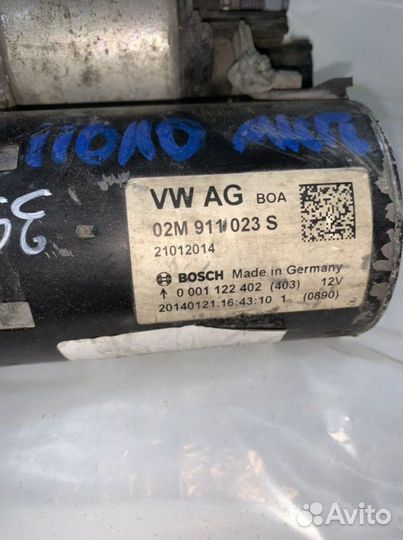 ПОЛО
VW AG BOA
02M 911 023 S
21012014
BOSCH Made in Germany
0 001 122 402 (403) 12V
20140121.16:43:10 1 (0890)
Avito